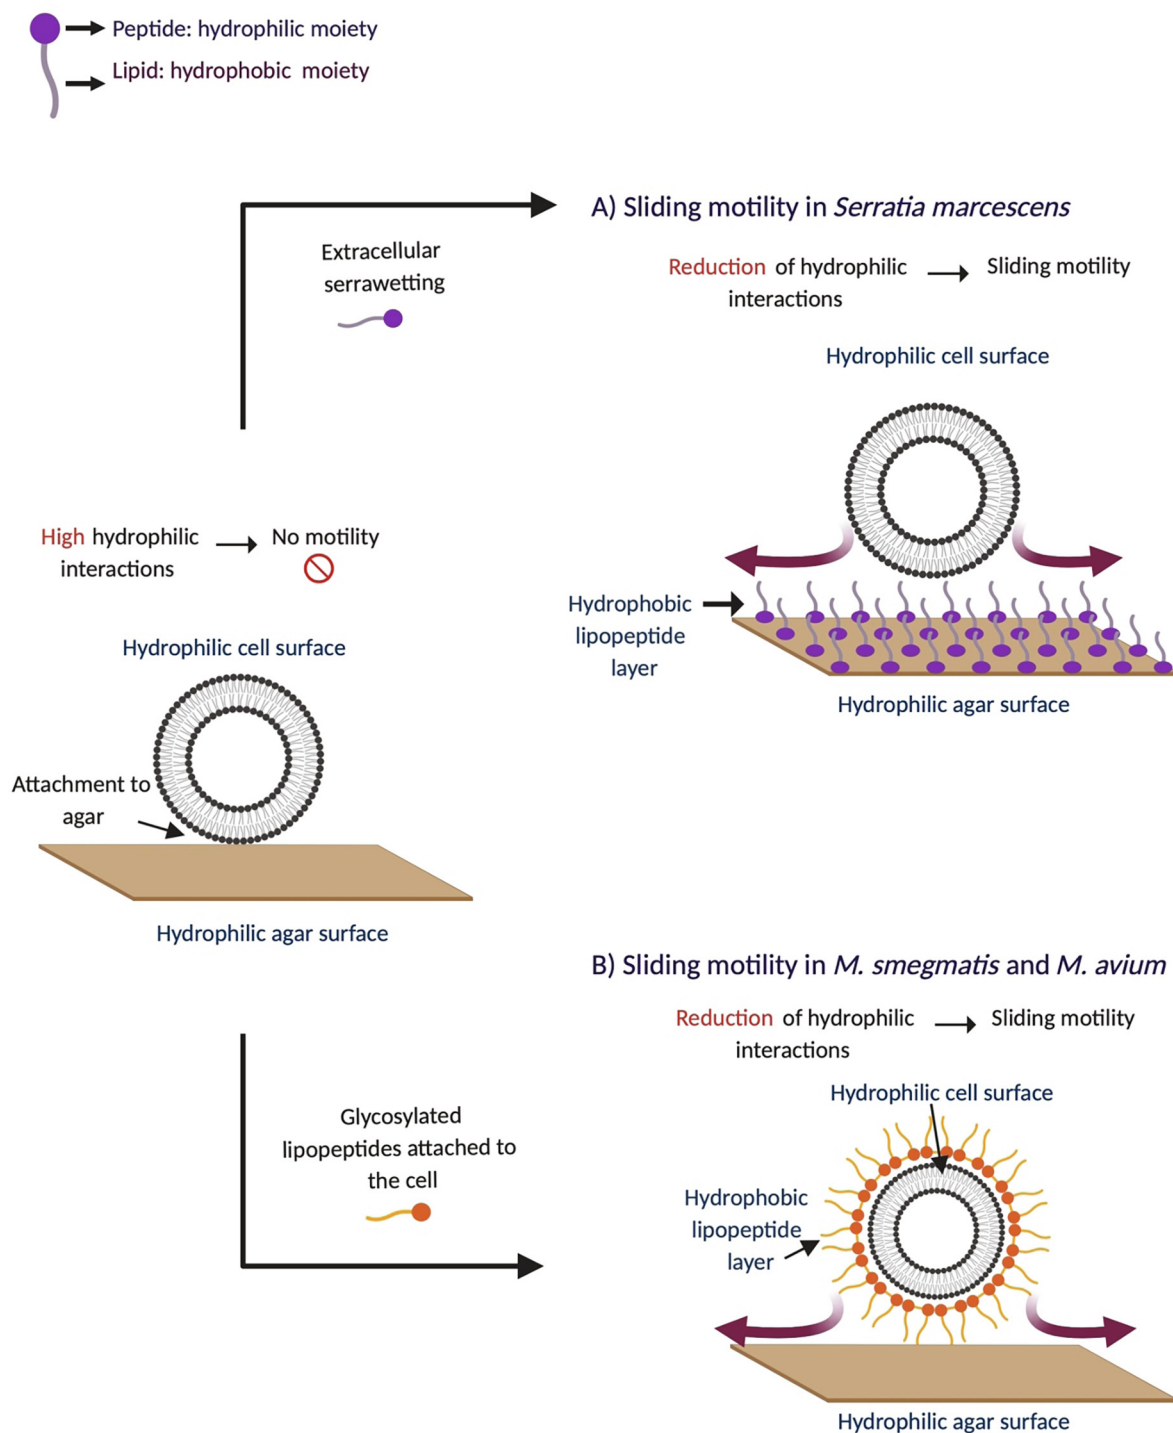 Peptide: hydrophilic moiety
Lipid: hydrophobic moiety
A) Sliding motility in Serratia marcescens
Extracellular
serrawetting
Reduction of hydrophilic
interactions
Sliding motility
Hydrophilic cell surface
High hydrophilic
interactions
No motility
Hydrophobic
lipopeptide
layer
Hydrophilic agar surface
Hydrophilic cell surface
Attachment to
agar
Hydrophilic agar surface
B) Sliding motility in M. smegmatis and M. avium
Reduction of hydrophilic
interactions
Sliding motility
Hydrophilic cell surface
Glycosylated
lipopeptides attached to
the cell
Hydrophobic
lipopeptide
layer
Hydrophilic agar surface